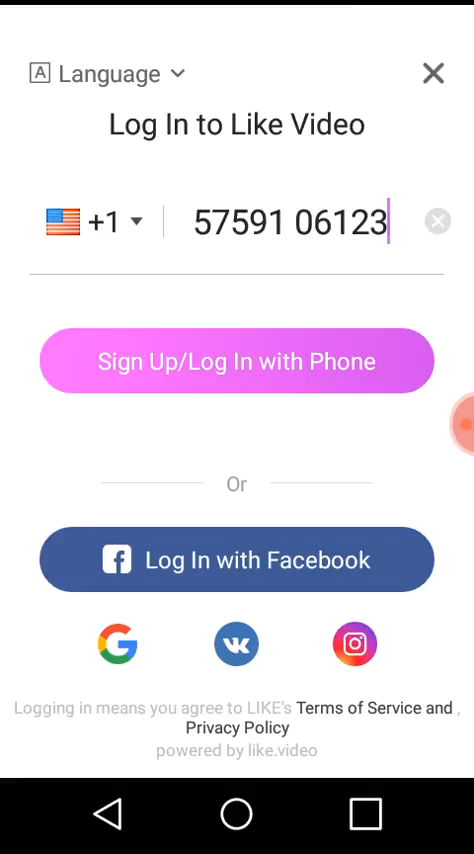 A Language
Log In to Like Video
+1 57591 06123
Sign Up/Log In with Phone
Or
f Log In with Facebook
G
Logging in means you agree to LIKE's Terms of Service and ,
Privacy Policy
powered by like.video